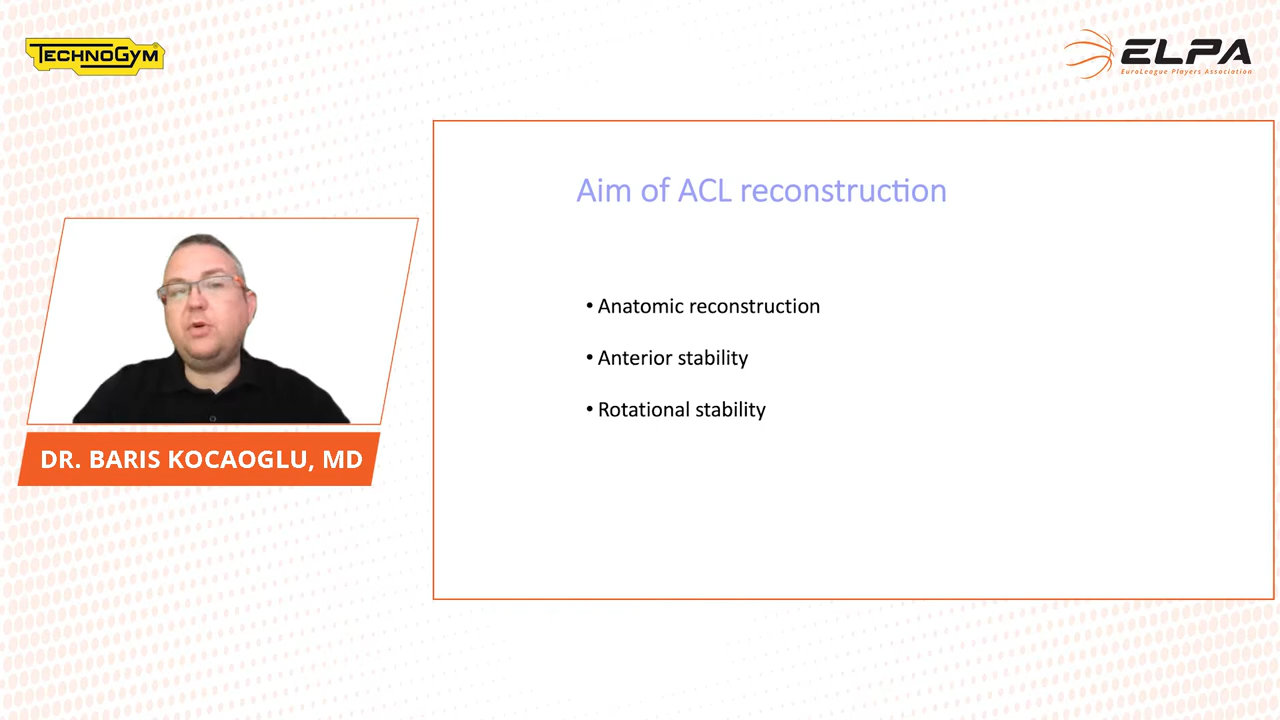 TECHNOGYM
ELPA
EuroLeague Players Association
Aim of ACL reconstruction
• Anatomic reconstruction
• Anterior stability
• Rotational stability
DR. BARIS KOCAOGLU, MD